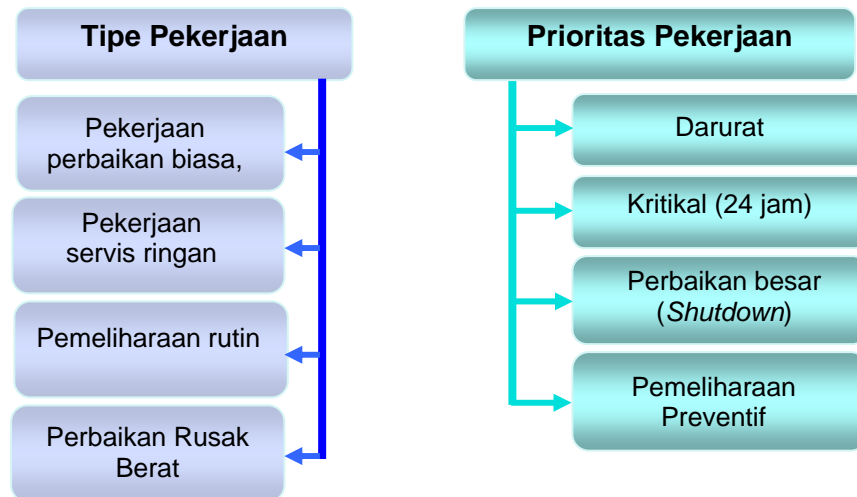 Tipe Pekerjaan
Pekerjaan
perbaikan biasa,
Pekerjaan
servis ringan
Pemeliharaan rutin
Perbaikan Rusak
Berat
Prioritas Pekerjaan
Darurat
Kritikal (24 jam)
Perbaikan besar
(Shutdown)
Pemeliharaan
Preventif